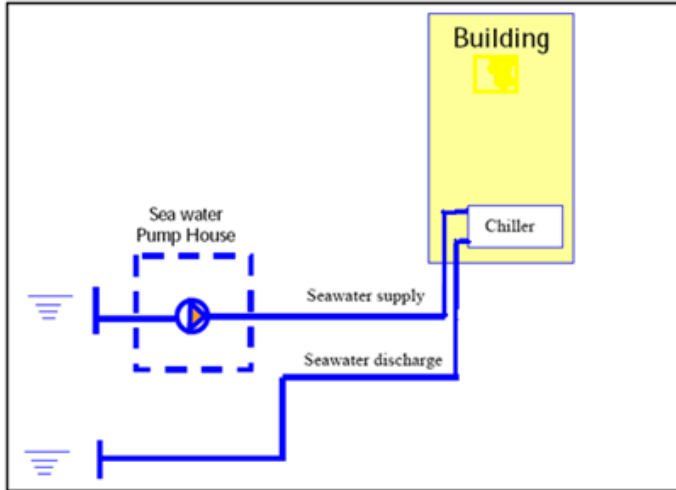 Building
Sea water
Pump House
Chiller
Seawater supply
Seawater discharge